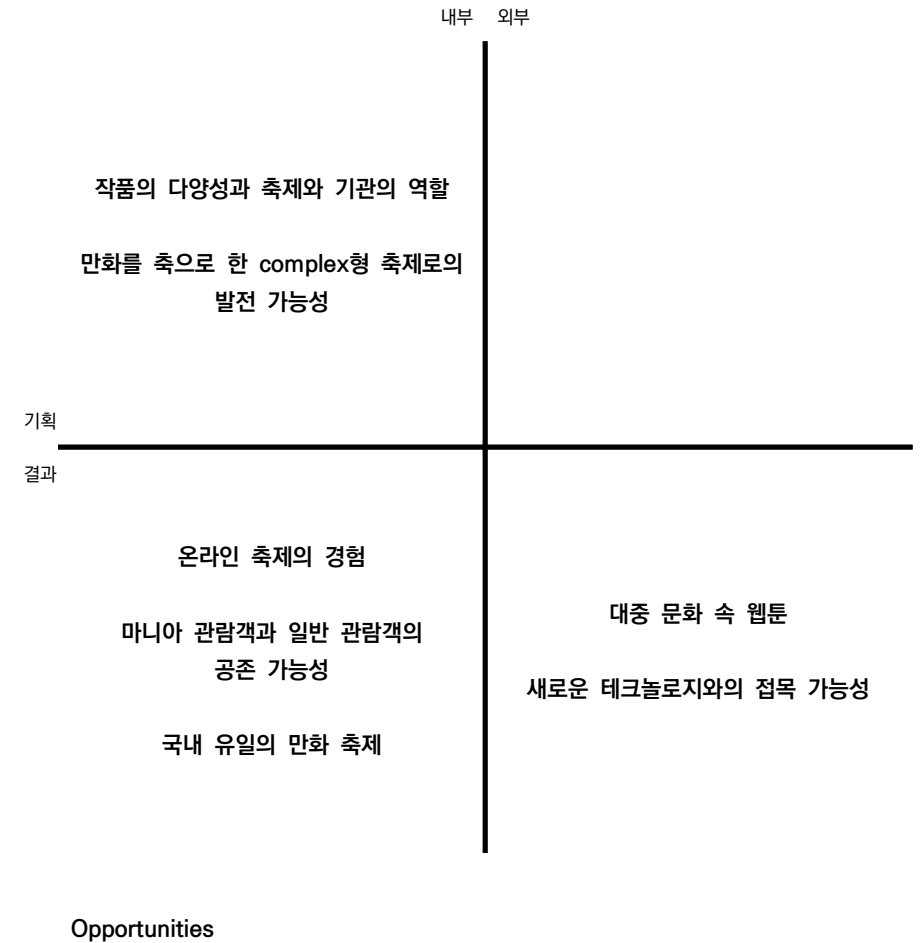 내부 외부
작품의 다양성과 축제와 기관의 역할
만화를 축으로 한 complex형 축제로의
발전 가능성
기획
결과
온라인 축제의 경험
마니아 관람객과 일반 관람객의
공존 가능성
국내 유일의 만화 축제
대중 문화 속 웹툰
새로운 테크놀로지와의 접목 가능성
Opportunities